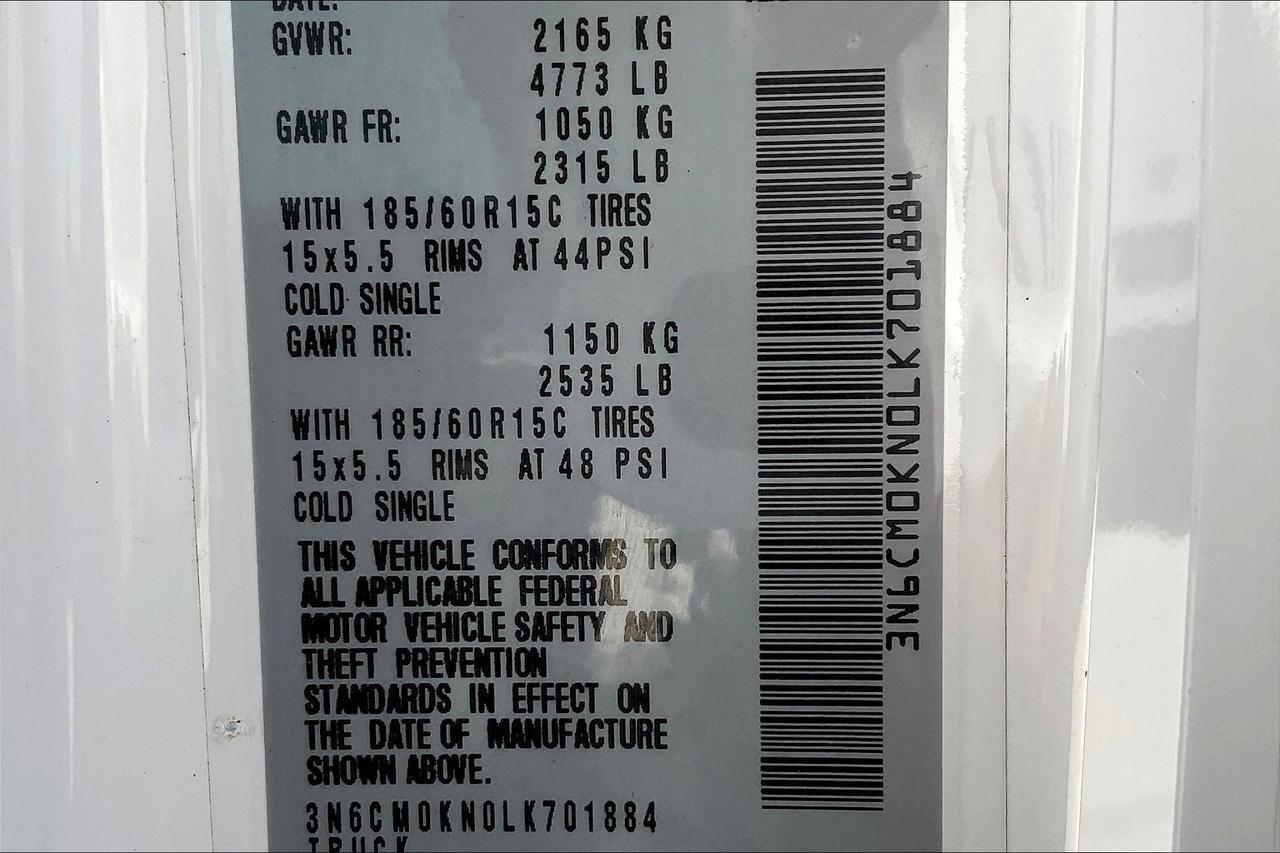 DATE:
GVWR: 2165 KG
4773 LB
GAWR FR: 1050 KG
2315 LB
WITH 185/60R15C TIRES
15x5.5 RIMS AT 44PSI
COLD SINGLE
GAWR RR: 1150 KG
2535 LB
WITH 185/60R15C TIRES
15x5.5 RIMS AT 48 PSI
COLD SINGLE
THIS VEHICLE CONFORMS TO
ALL APPLICABLE FEDERAL
MOTOR VEHICLE SAFETY AND
THEFT PREVENTION
STANDARDS IN EFFECT ON
THE DATE OF MANUFACTURE
SHOWN ABOVE.
3N6CM0KN0LK701884
TRUCK
3N6CM0KN0LK701884